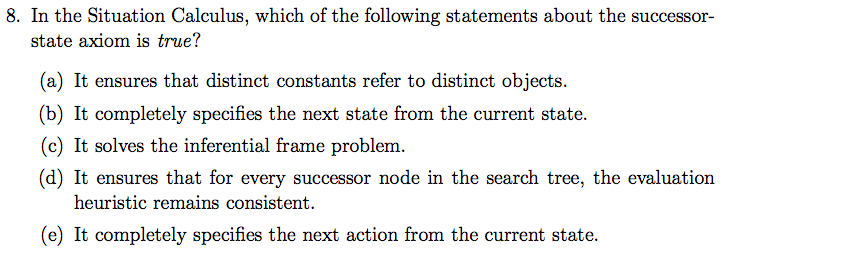 8. In the Situation Calculus, which of the following statements about the successor-
state axiom is true?
(a) It ensures that distinct constants refer to distinct objects.
(b) It completely specifies the next state from the current state.
(c) It solves the inferential frame problem.
(d) It ensures that for every successor node in the search tree, the evaluation
heuristic remains consistent.
(e) It completely specifies the next action from the current state.